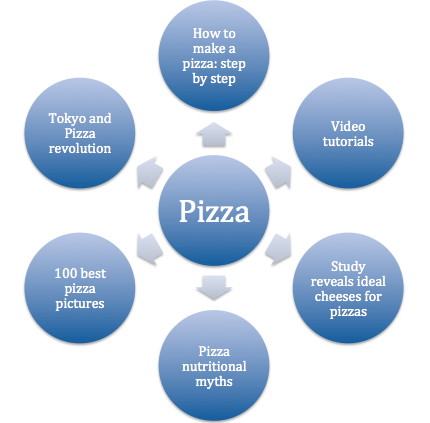 How to
make a
pizza: step
by step
Tokyo and
Pizza
revolution
Video
tutorials
Pizza
100 best
pizza
pictures
Study
reveals ideal
cheeses for
pizzas
Pizza
nutritional
myths